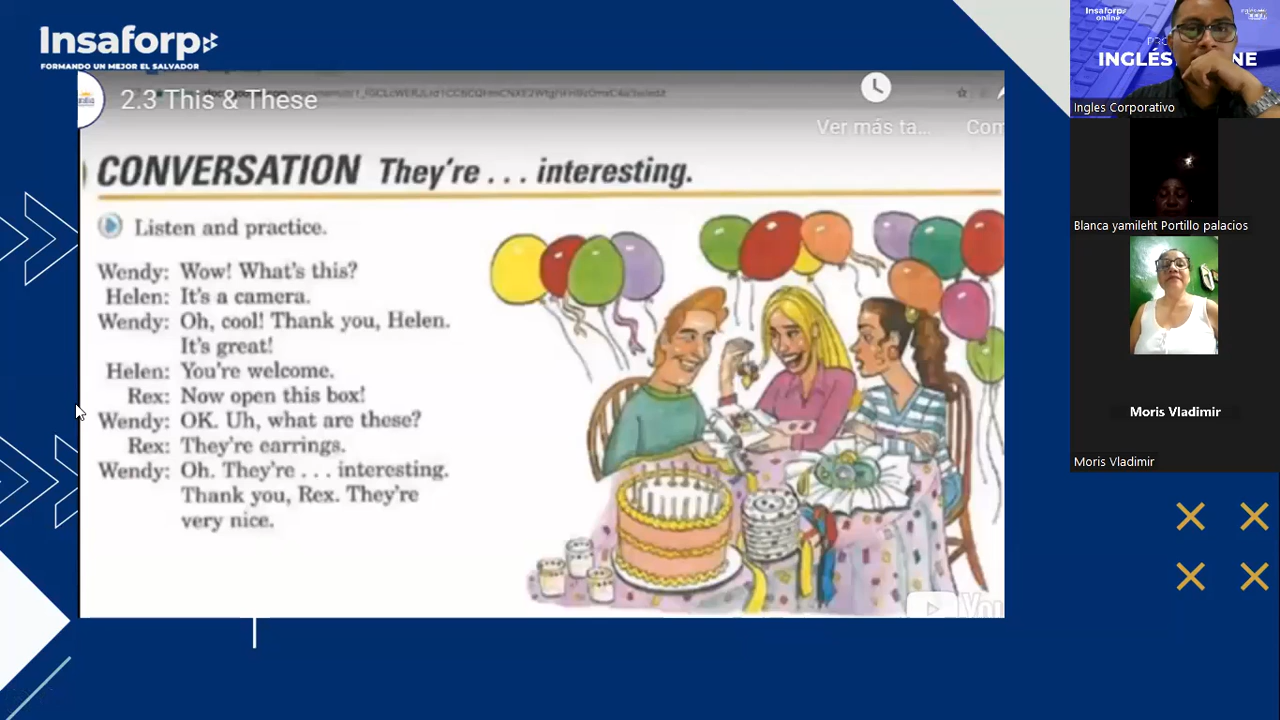 Insaforp
FORMANDO UN MEJOR EL SALVADOR
2.3 This & These
Ver más ta...
CONVERSATION They're . . . interesting.
Listen and practice.
Wendy: Wow! What's this?
Helen: It's a camera.
Wendy: Oh, cool! Thank you, Helen.
It's great!
Helen: You're welcome.
Rex: Now open this box!
Wendy: OK. Uh, what are these?
Rex: They're earrings.
Wendy: Oh. They're . . . interesting.
Thank you, Rex. They're
very nice.
Insaforp
online
INGLÉS
Ingles Corporativo
Blanca yamileht Portillo palacios
Moris Vladimir
Moris Vladimir